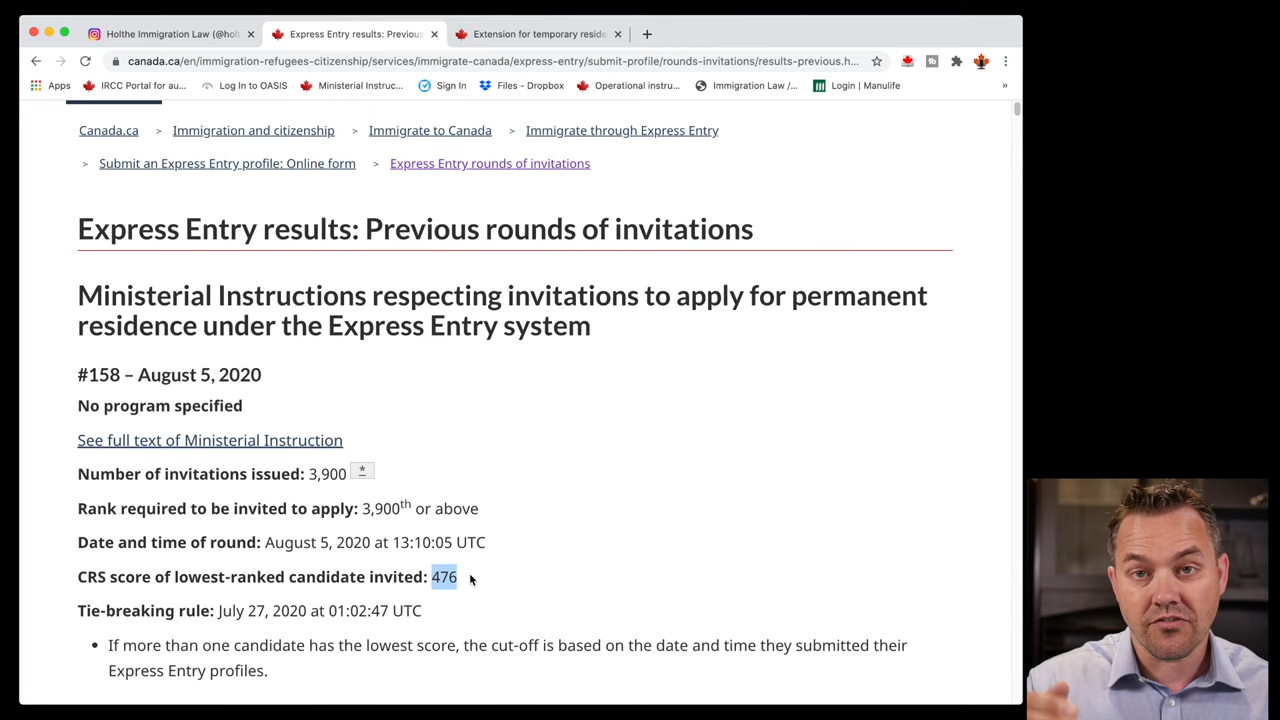 Holthe Immigration Law (@holt
Express Entry results: Previous
Extension for temporary reside
canada.ca/en/immigration-refugees-citizenship/services/immigrate-canada/express-entry/submit-profile/rounds-invitations/results-previous.h...
Apps
IRCC Portal for au...
Log In to OASIS
Ministerial Instruc...
Sign In
Files - Dropbox
Operational instru...
Immigration Law /...
Login | Manulife
»
Canada.ca > Immigration and citizenship > Immigrate to Canada > Immigrate through Express Entry
> Submit an Express Entry profile: Online form > Express Entry rounds of invitations
Express Entry results: Previous rounds of invitations
Ministerial Instructions respecting invitations to apply for permanent
residence under the Express Entry system
#158 – August 5, 2020
No program specified
See full text of Ministerial Instruction
Number of invitations issued: 3,900 *
Rank required to be invited to apply: 3,900th or above
Date and time of round: August 5, 2020 at 13:10:05 UTC
CRS score of lowest-ranked candidate invited: 476
Tie-breaking rule: July 27, 2020 at 01:02:47 UTC
• If more than one candidate has the lowest score, the cut-off is based on the date and time they submitted their
Express Entry profiles.